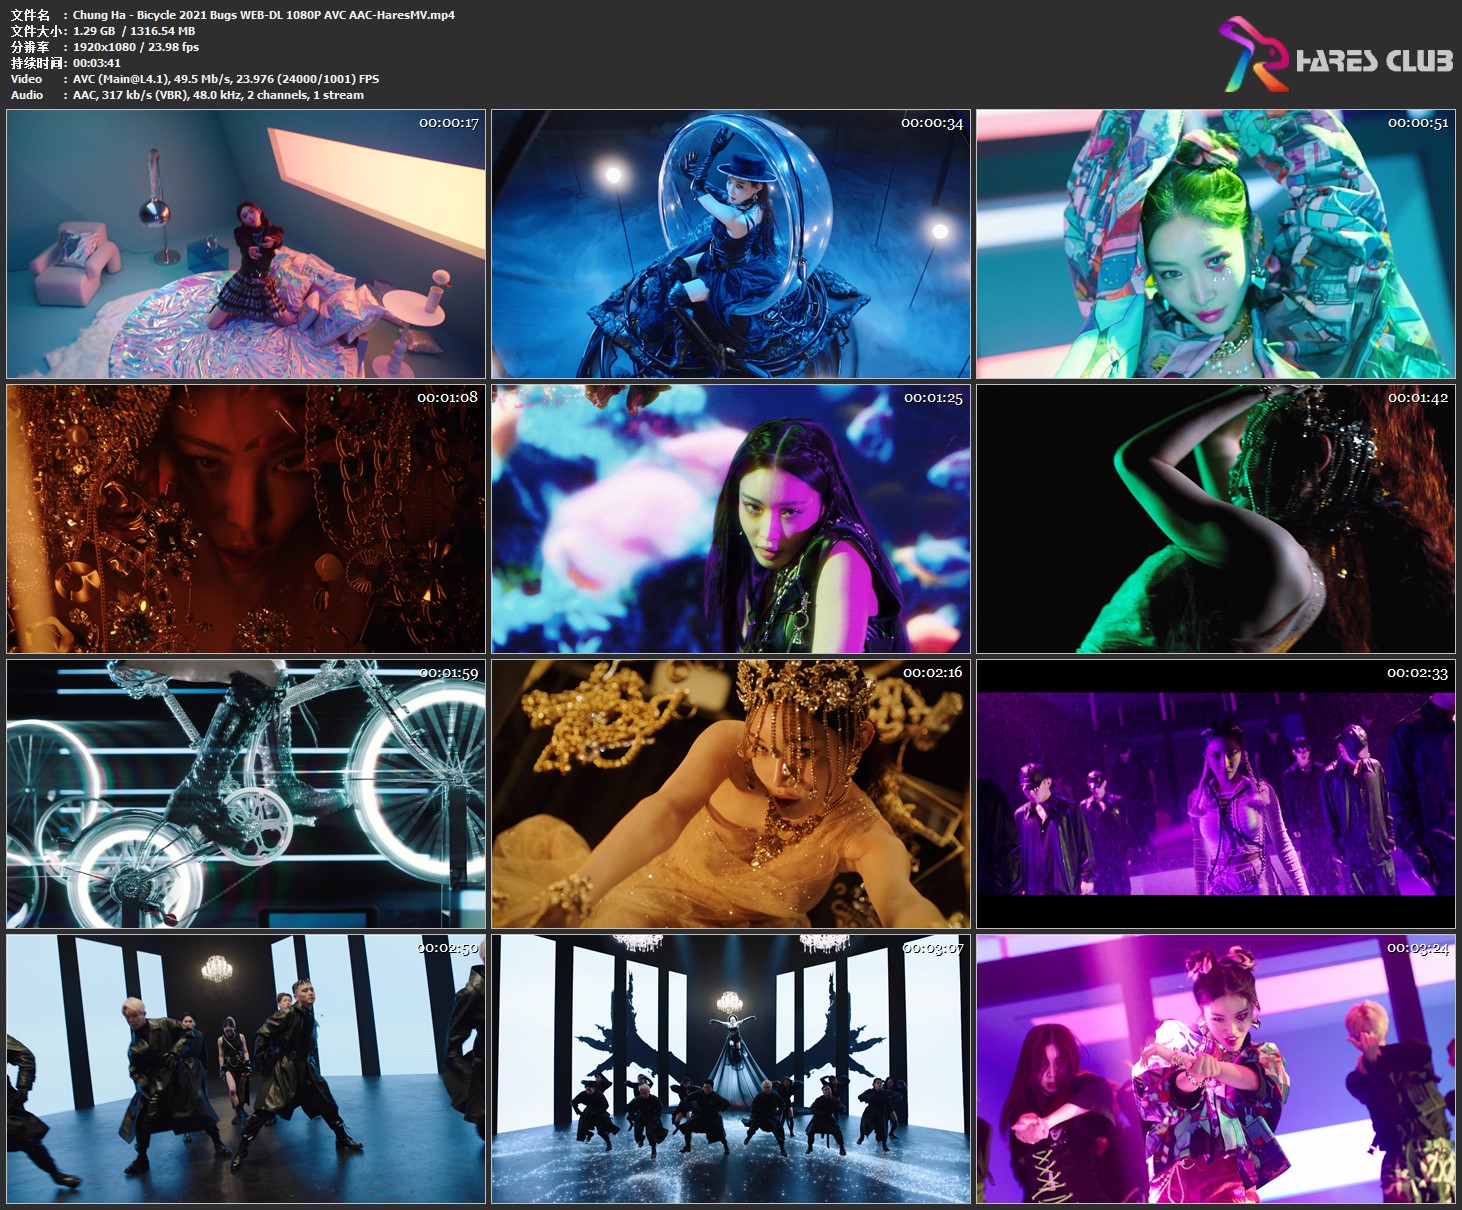 文件名 : Chung Ha - Bicycle 2021 Bugs WEB-DL 1080P AVC AAC-HaresMV.mp4
文件大小: 1.29 GB / 1316.54 MB
分辨率 : 1920x1080 / 23.98 fps
持续时间: 00:03:41
Video : AVC (Main@L4.1), 49.5 Mb/s, 23.976 (24000/1001) FPS
Audio : AAC, 317 kb/s (VBR), 48.0 kHz, 2 channels, 1 stream
HARES CLUB
00:00:17
00:00:34
00:00:51
00:01:08
00:01:25
00:01:42
00:01:59
00:02:16
00:02:33
00:02:50
00:03:07
00:03:24